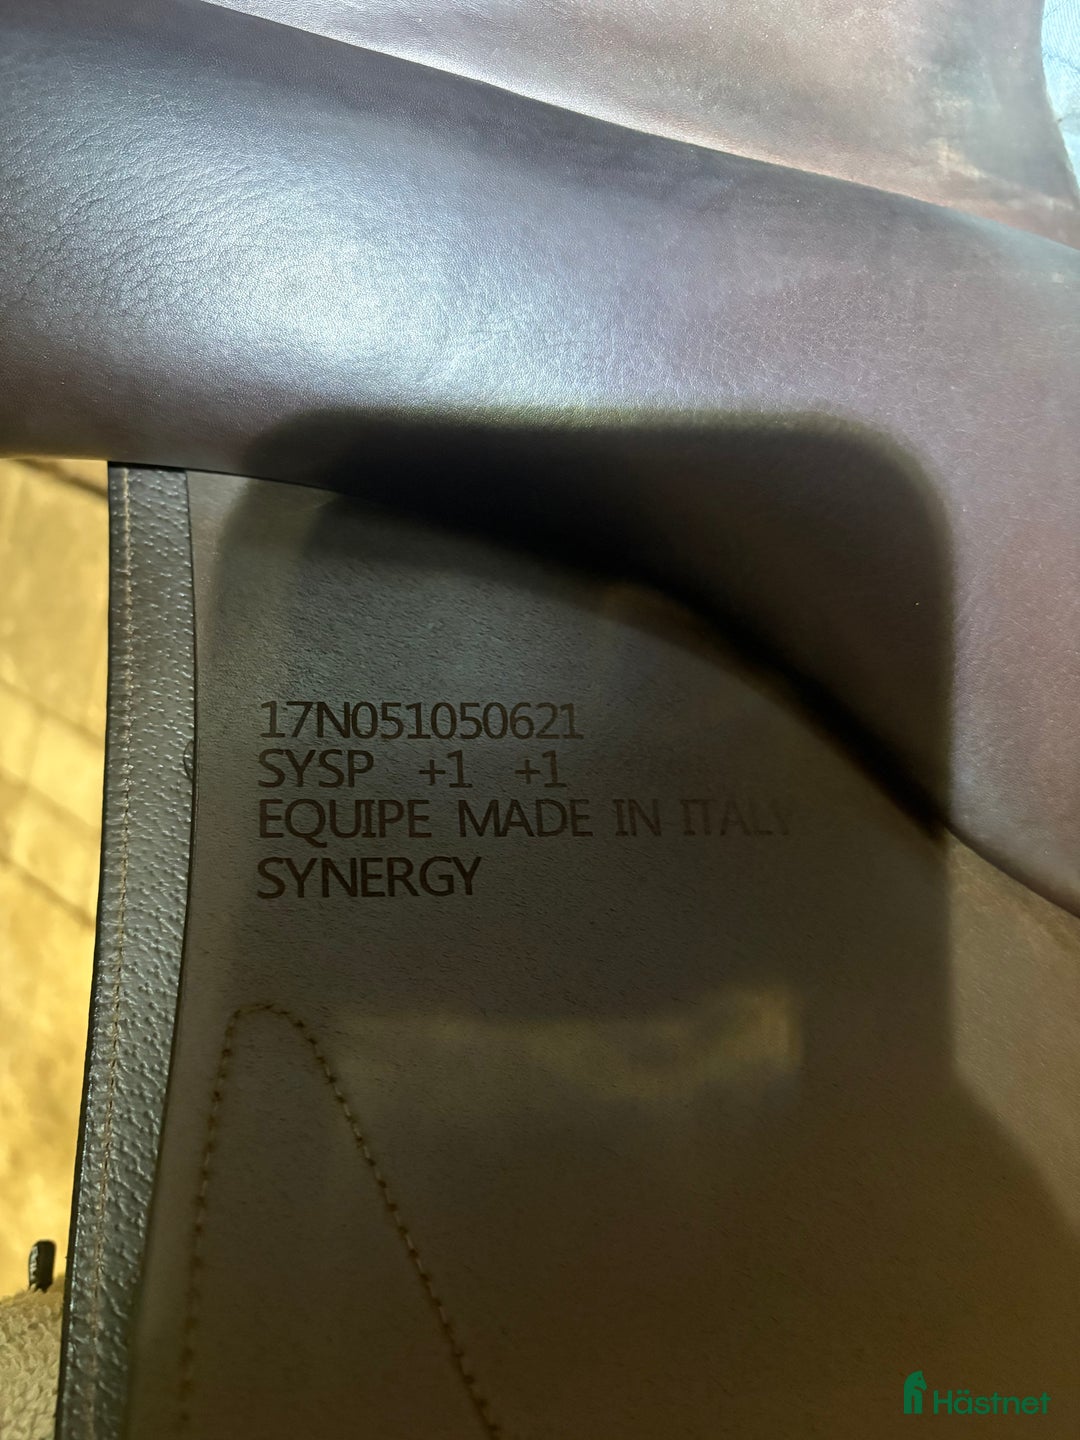 17N051050621
SYSP +1 +1
EQUIPE MADE IN ITALY
SYNERGY
Hästnet